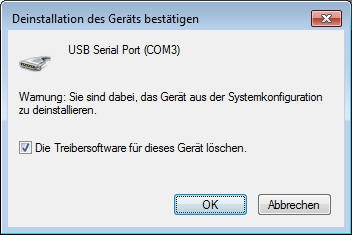 Deinstallation des Geräts bestätigen
USB Serial Port (COM3)
Warnung: Sie sind dabei, das Gerät aus der Systemkonfiguration
zu deinstallieren.
Die Treibersoftware für dieses Gerät löschen.
OK
Abbrechen